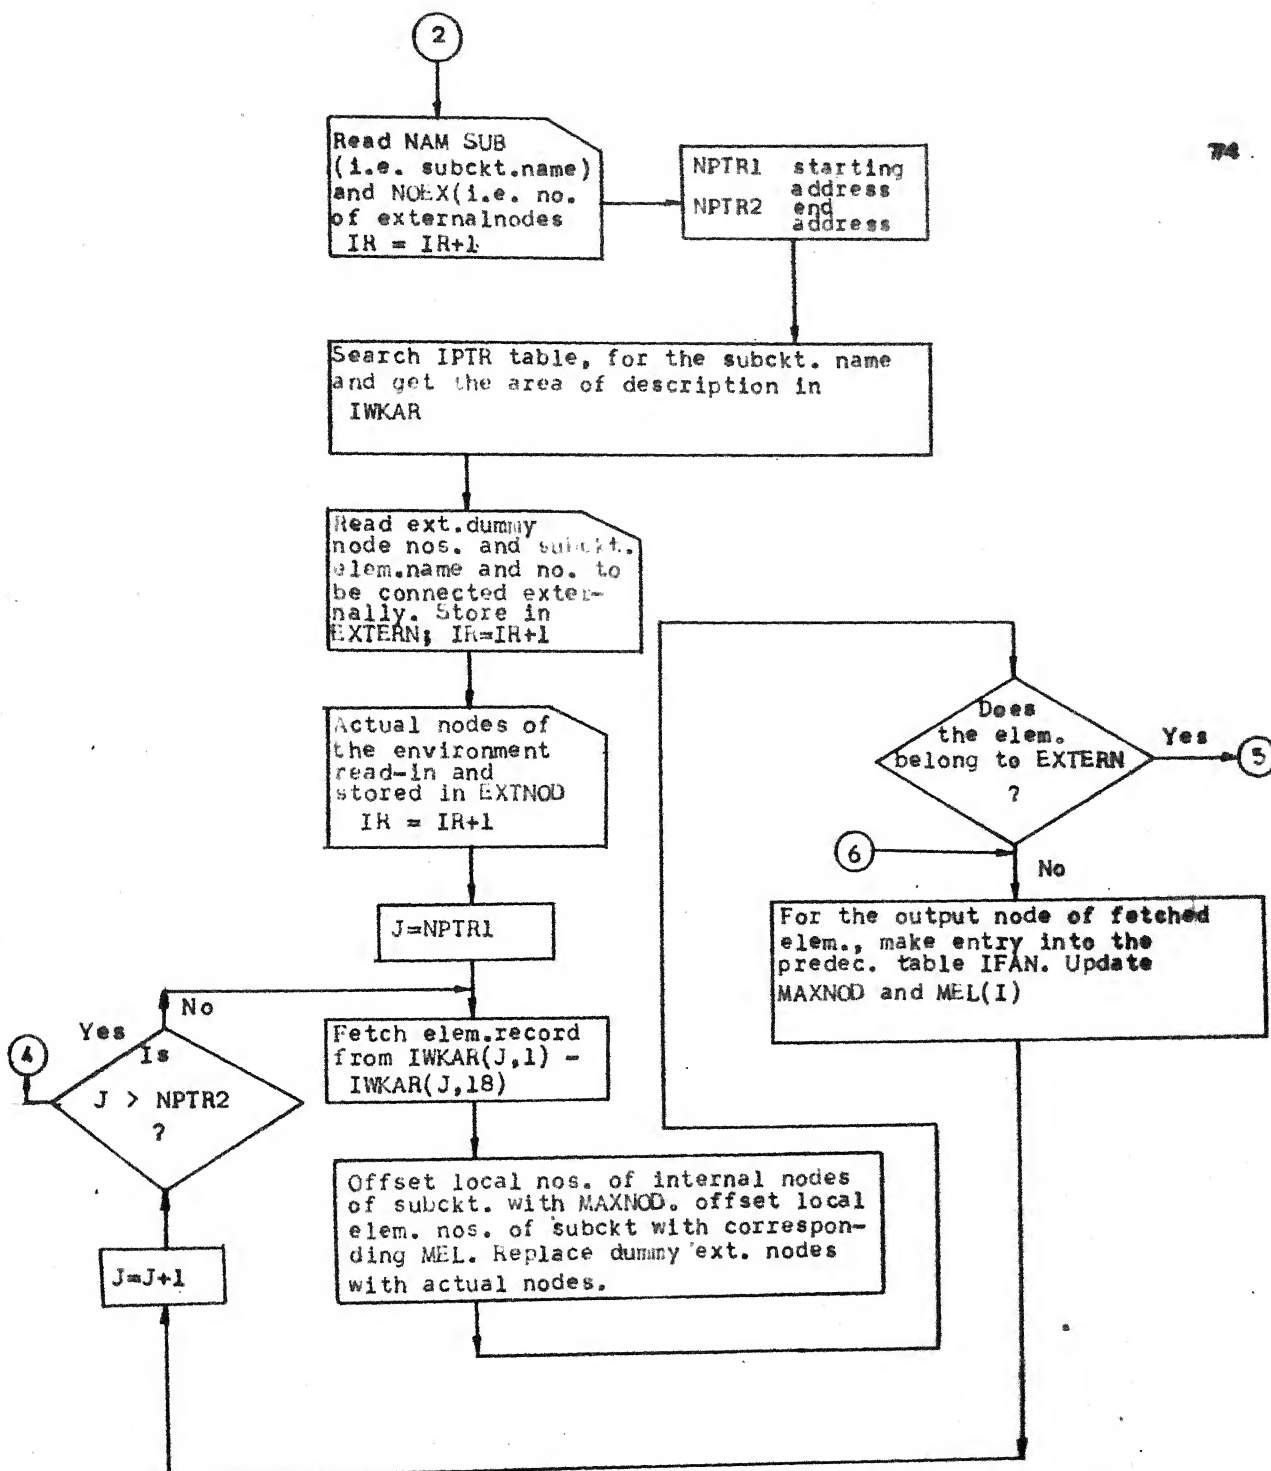 2
74
Read NAM SUB
(i.e. subckt.name)
and NOEX(i.e. no.
of externalnodes
IR = IR+1
NPTR1 starting
address
NPTR2 end
address
Search IPTR table, for the subckt. name
and get the area of description in
IWKAR
Read ext.dummy
node nos. and subckt.
elem.name and no. to
be connected exter-
nally. Store in
EXTERN; IR=IR+1
Actual nodes of
the environment
read-in and
stored in EXTNOD
IR = IR+1
J=NPTR1
Fetch elem.record
from IWKAR(J,1) -
IWKAR(J,18)
Offset local nos. of internal nodes
of subckt. with MAXNOD. offset local
elem. nos. of subckt with correspon-
ding MEL. Replace dummy ext. nodes
with actual nodes.
Does
the elem.
belong to EXTERN
?
Yes
5
6
No
For the output node of fetched
elem., make entry into the
predec. table IFAN. Update
MAXNOD and MEL(I)
J=J+1
Is
J > NPTR2
?
No
Yes
4